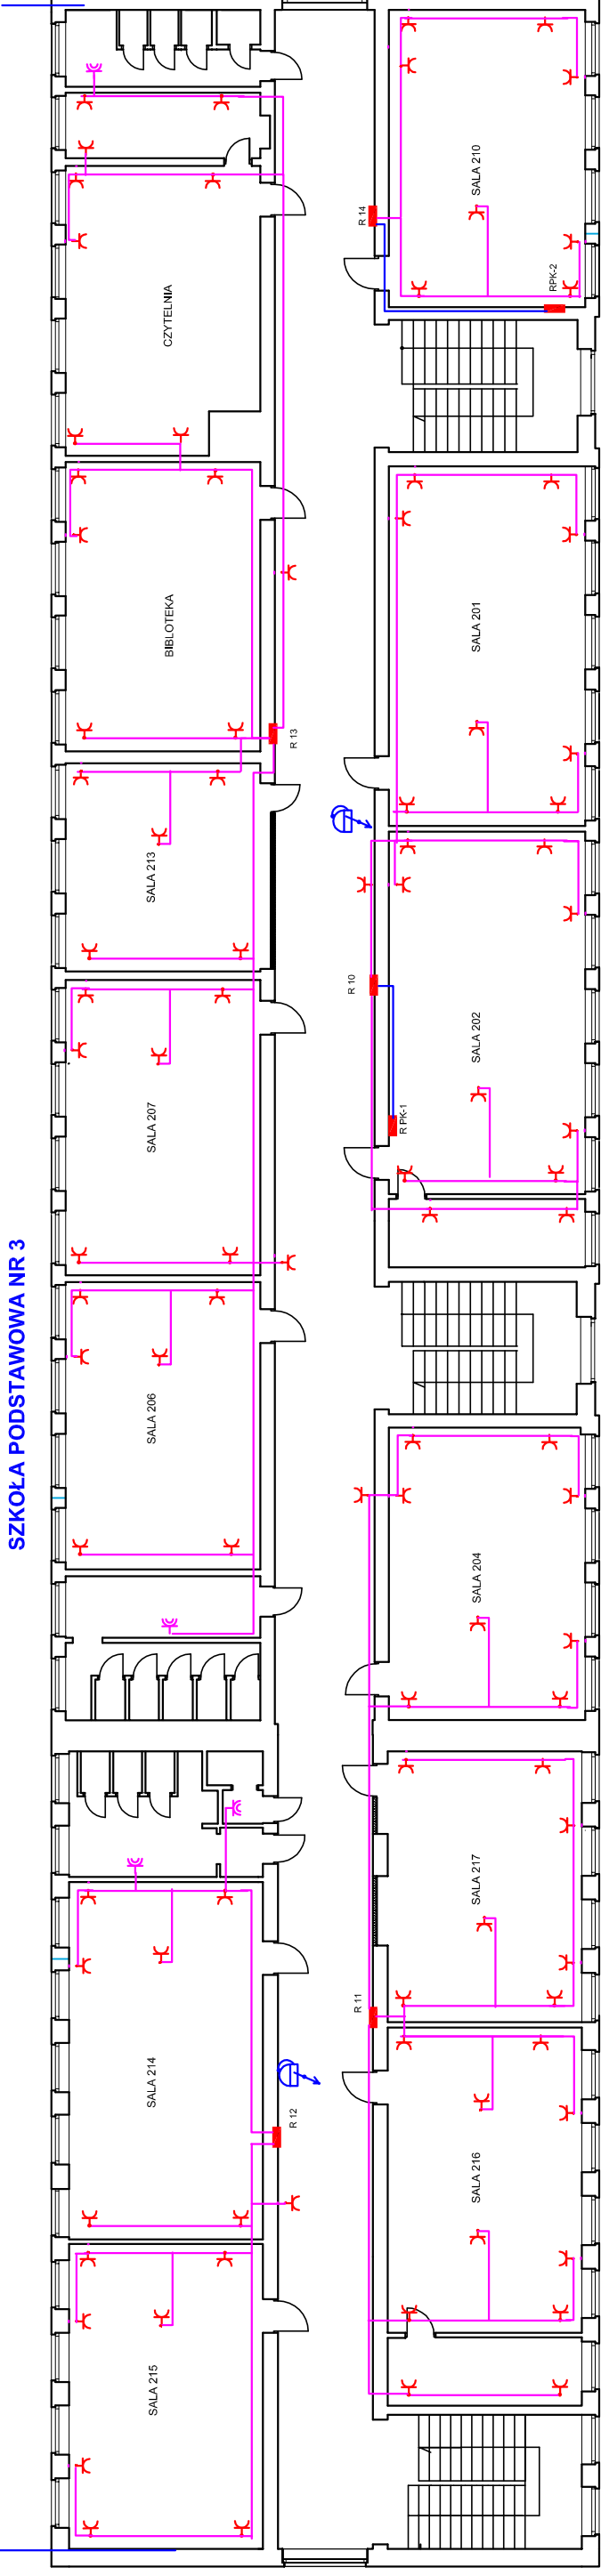 SZKOŁA PODSTAWOWA NR 3
SALA 210
R 14
RPK-2
CZYTELNIA
BIBLOTEKA
SALA 201
R 13
SALA 213
R 10
SALA 202
R PK-1
SALA 207
SALA 206
SALA 204
SALA 217
R 11
SALA 214
R 12
SALA 216
SALA 215